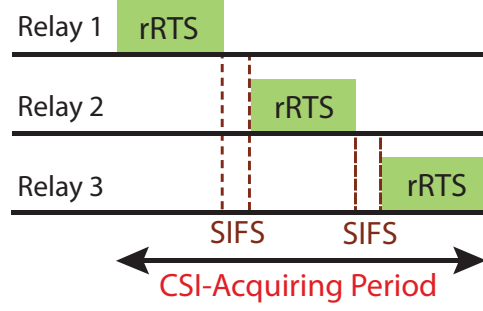 Relay 1 rRTS
Relay 2 rRTS
Relay 3 rRTS
SIFS SIFS
CSI-Acquiring Period